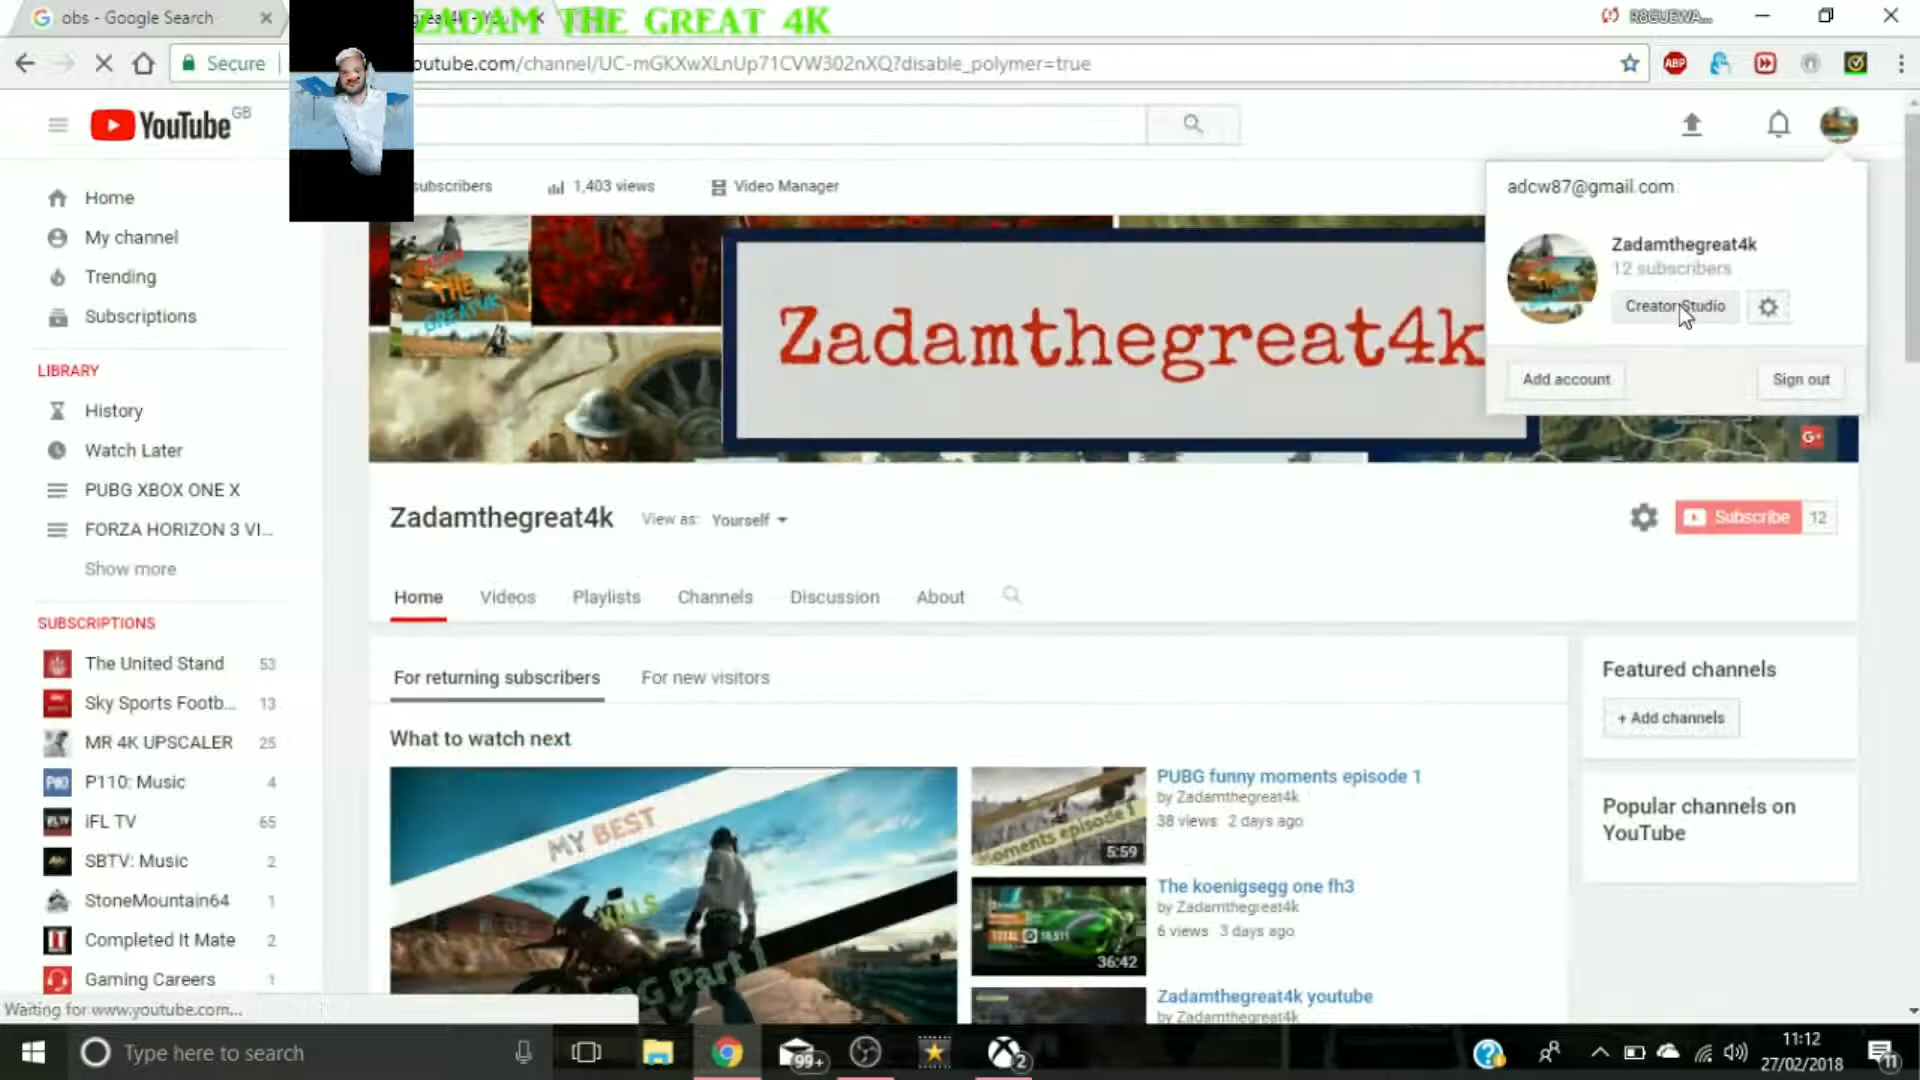 obs - Google Search
ZADAM THE GREAT 4K
Secure
outube.com/channel/UC-mGKXwXLnUp71CVW302nXQ?disable_polymer=true
ABP
YouTube GB
subscribers
1,403 views
Video Manager
adcw87@gmail.com
Zadamthegreat4k
12 subscribers
Creator Studio
Add account
Sign out
Home
My channel
Trending
Subscriptions
LIBRARY
History
Watch Later
PUBG XBOX ONE X
FORZA HORIZON 3 VI...
Show more
SUBSCRIPTIONS
The United Stand 53
Sky Sports Footb... 13
MR 4K UPSCALER 25
P110: Music 4
iFL TV 65
SBTV: Music 2
StoneMountain64 1
Completed It Mate 2
Gaming Careers 1
ZADAM
THE
GREAT4K
Zadamthegreat4k
G+
Zadamthegreat4k
View as: Yourself
Subscribe 12
Home
Videos
Playlists
Channels
Discussion
About
For returning subscribers
For new visitors
What to watch next
MY BEST
KILLS
PUBG funny moments episode 1
by Zadamthegreat4k
38 views 2 days ago
5:59
The koenigsegg one fh3
by Zadamthegreat4k
6 views 3 days ago
36:42
Zadamthegreat4k youtube
by Zadamthegreat4k
Featured channels
+ Add channels
Popular channels on
YouTube
Waiting for www.youtube.com...
Type here to search
99+
2
11:12
27/02/2018
11